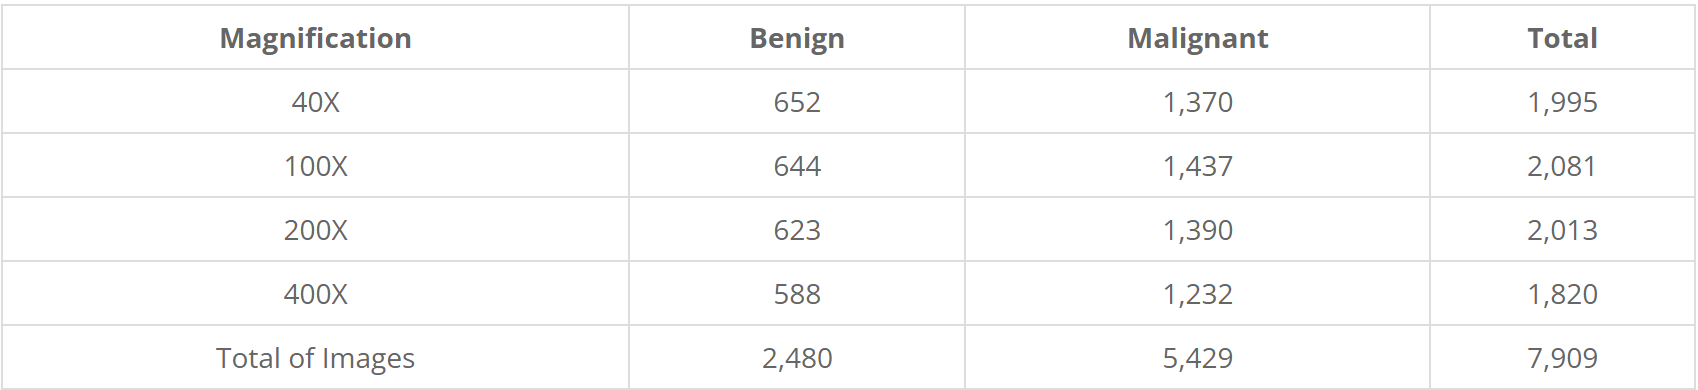 Magnification Benign Malignant Total
40X 652 1,370 1,995
100X 644 1,437 2,081
200X 623 1,390 2,013
400X 588 1,232 1,820
Total of Images 2,480 5,429 7,909